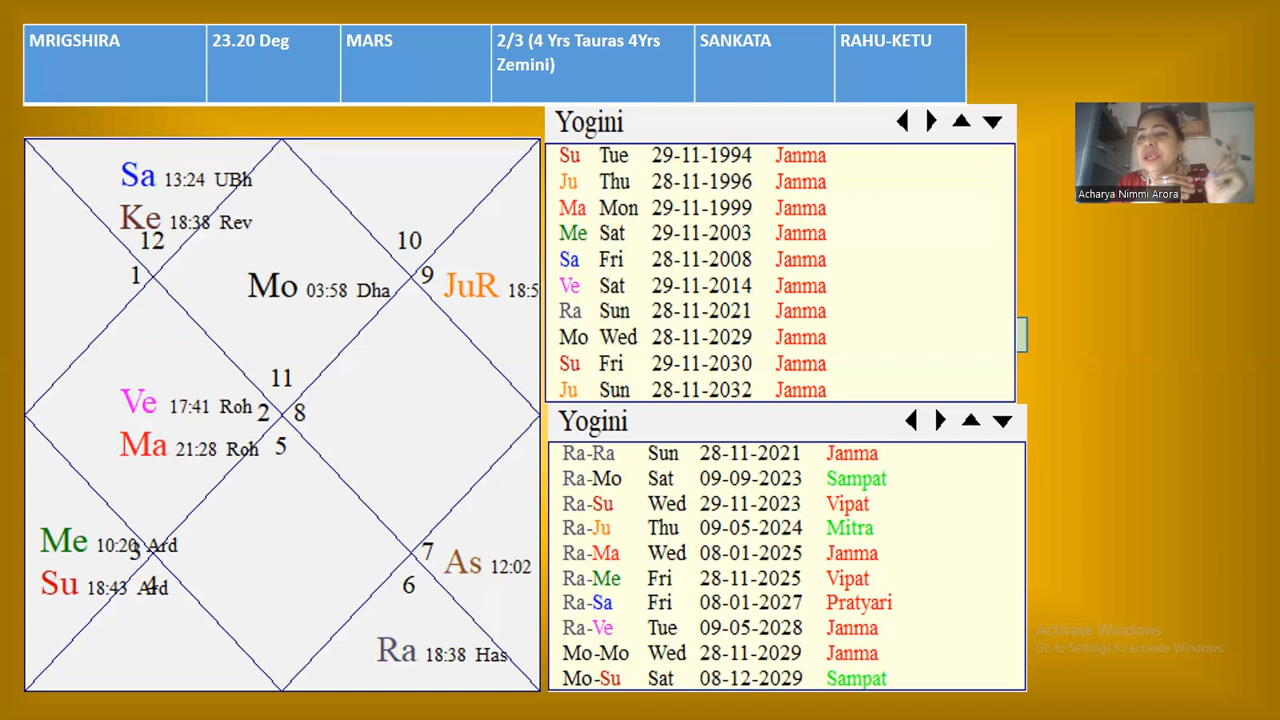 MRIGSHIRA 23.20 Deg MARS 2/3 (4 Yrs Tauras 4Yrs Zemini) SANKATA RAHU-KETU
Acharya Nimmi Arora
Sa 13:24 UBh
Ke 18:38 Rev
12
10
1
9
Mo 03:58 Dha
JuR 18:5
11
Ve 17:41 Roh
2
8
Ma 21:28 Roh
5
Me 10:20 Ard
3
7
As 12:02
Su 18:43 Ard
4
6
Ra 18:38 Has
Yogini
Su Tue 29-11-1994 Janma
Ju Thu 28-11-1996 Janma
Ma Mon 29-11-1999 Janma
Me Sat 29-11-2003 Janma
Sa Fri 28-11-2008 Janma
Ve Sat 29-11-2014 Janma
Ra Sun 28-11-2021 Janma
Mo Wed 28-11-2029 Janma
Su Fri 29-11-2030 Janma
Ju Sun 28-11-2032 Janma
Yogini
Ra-Ra Sun 28-11-2021 Janma
Ra-Mo Sat 09-09-2023 Sampat
Ra-Su Wed 29-11-2023 Vipat
Ra-Ju Thu 09-05-2024 Mitra
Ra-Ma Wed 08-01-2025 Janma
Ra-Me Fri 28-11-2025 Vipat
Ra-Sa Fri 08-01-2027 Pratyari
Ra-Ve Tue 09-05-2028 Janma
Mo-Mo Wed 28-11-2029 Janma
Mo-Su Sat 08-12-2029 Sampat
Activate Windows
Go to Settings to activate Windows.